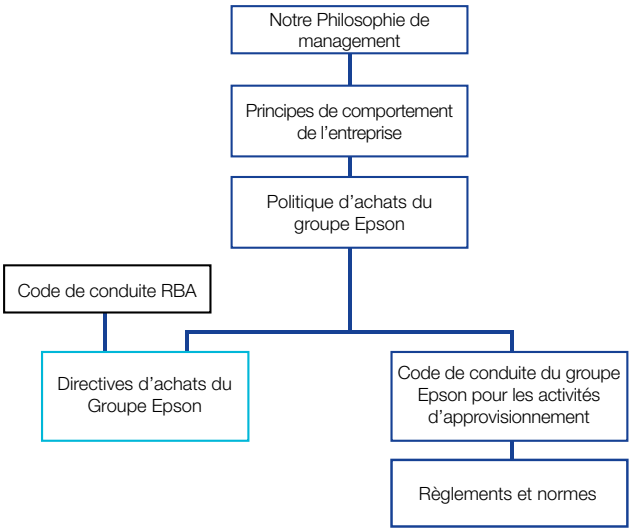 Notre Philosophie de
management
Principes de comportement
de l’entreprise
Politique d’achats du
groupe Epson
Code de conduite RBA
Directives d’achats du
Groupe Epson
Code de conduite du groupe
Epson pour les activités
d’approvisionnement
Règlements et normes